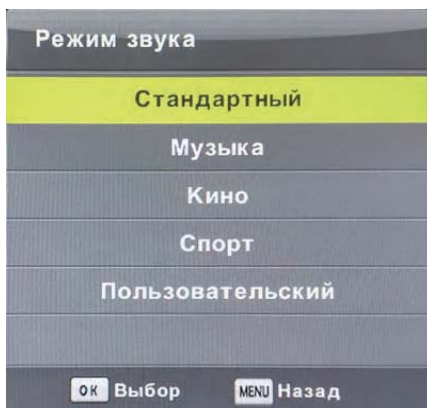 Режим звука
Стандартный
Музыка
Кино
Спорт
Пользовательский
OK Выбор MENU Назад